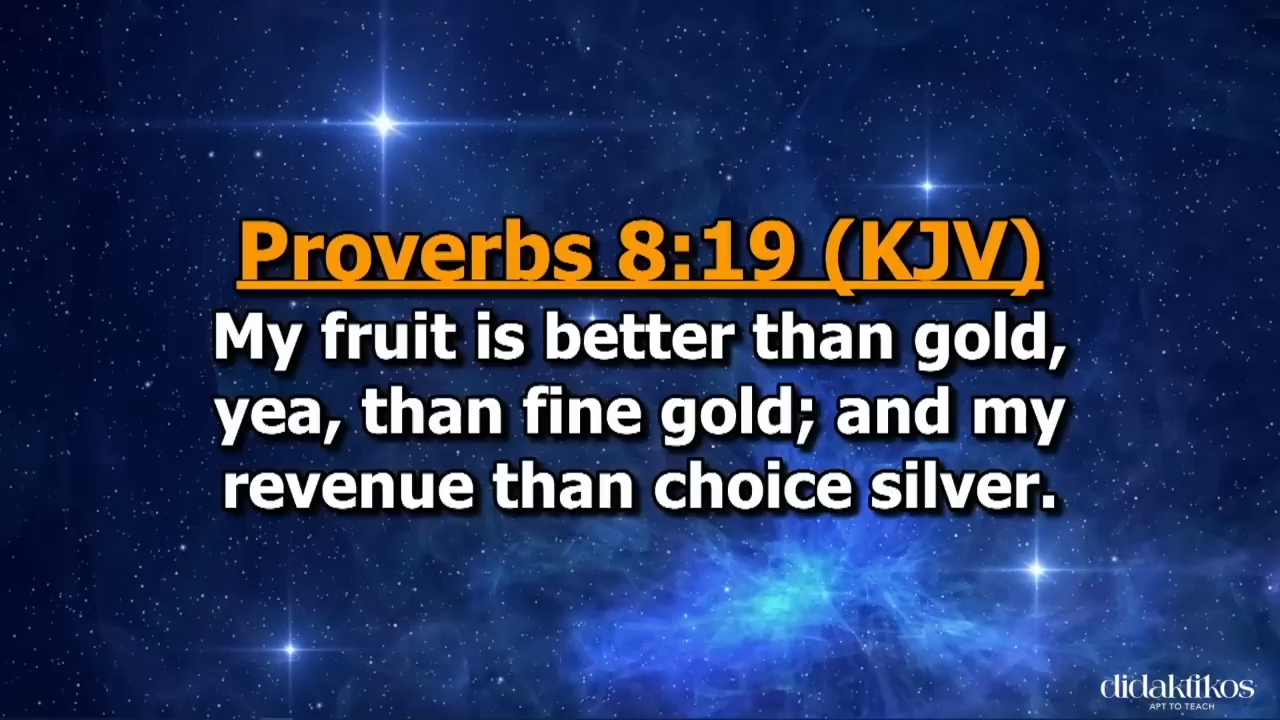 Proverbs 8:19 (KJV)
My fruit is better than gold,
yea, than fine gold; and my
revenue than choice silver.
didaktikos
APT TO TEACH